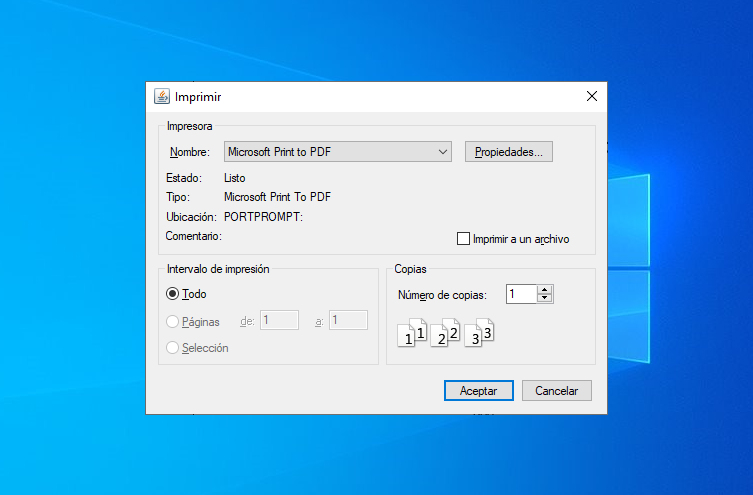 Imprimir
Impresora
Nombre: Microsoft Print to PDF Propiedades...
Estado: Listo
Tipo: Microsoft Print To PDF
Ubicación: PORTPROMPT:
Comentario: Imprimir a un archivo
Intervalo de impresión
Todo
Páginas de: 1 a: 1
Selección
Copias
Número de copias: 1
1 1 2 2 3 3
Aceptar Cancelar